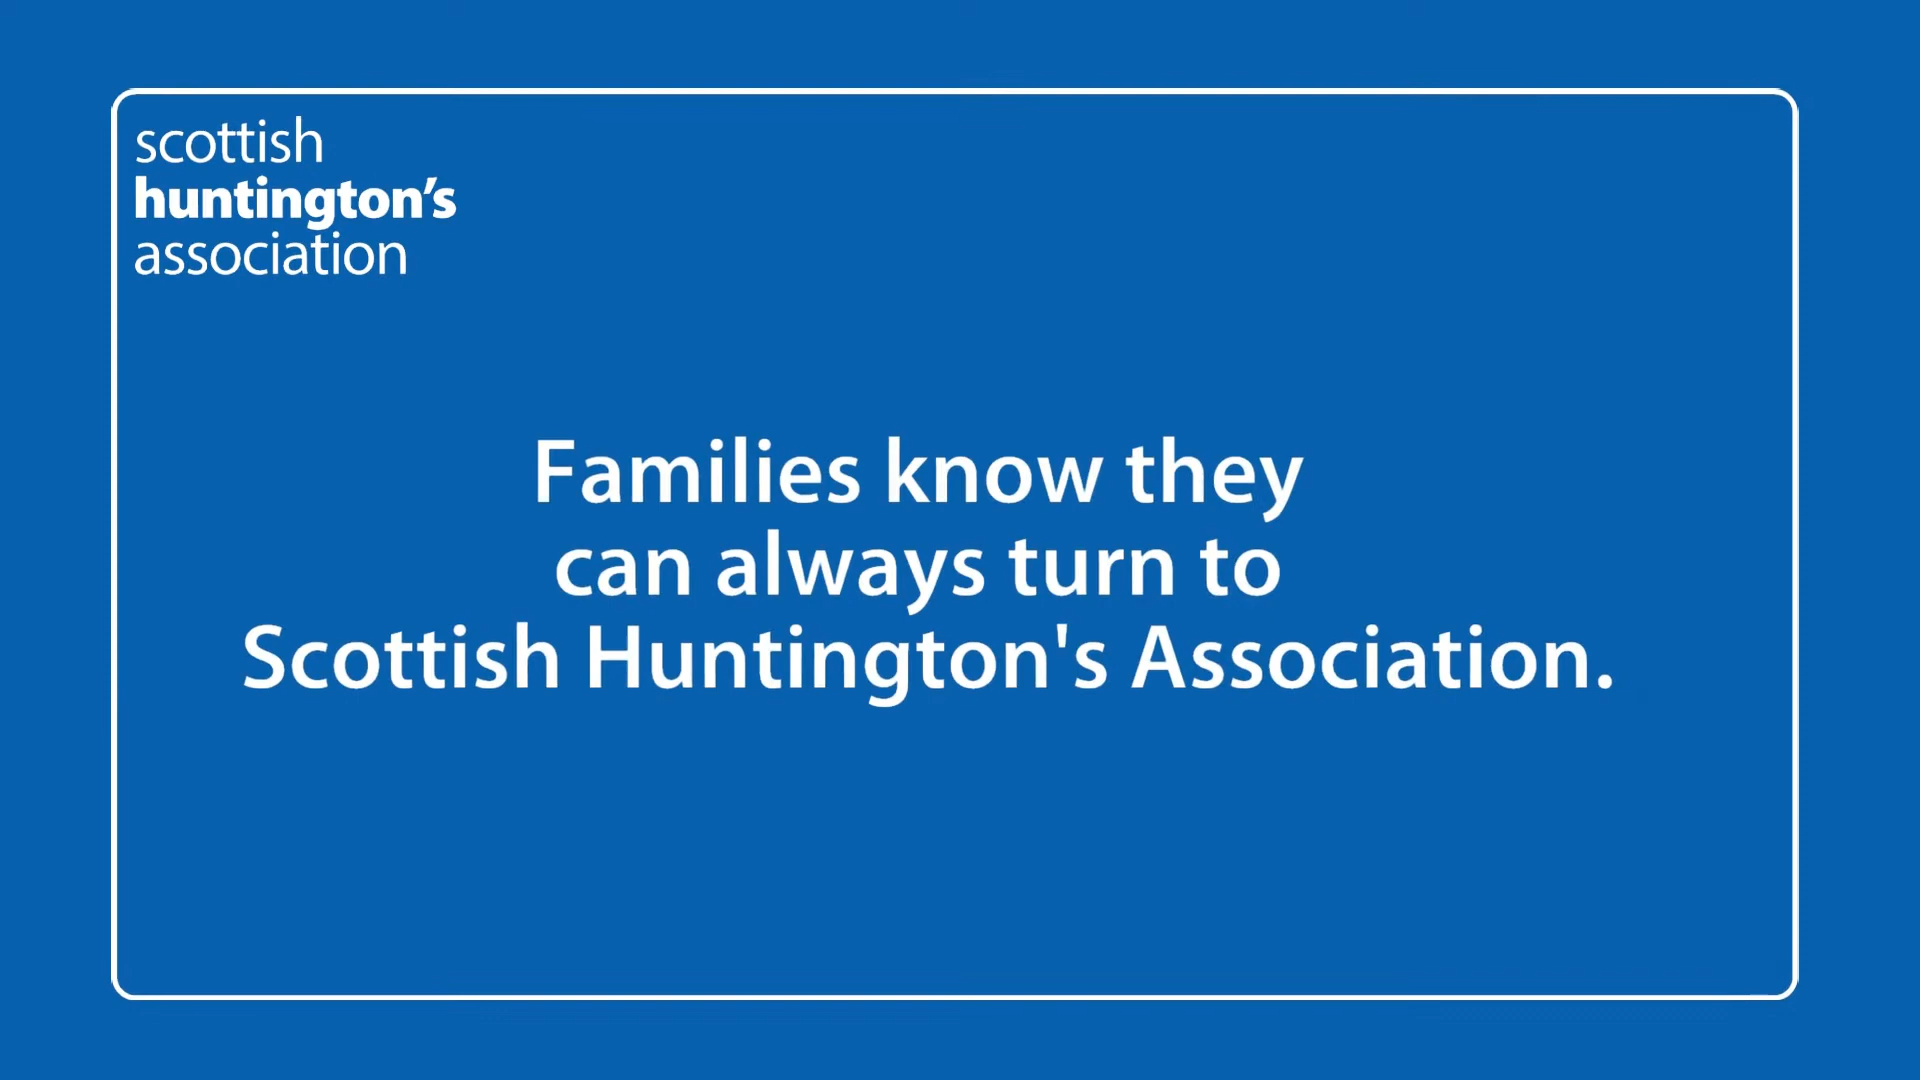 scottish
huntington’s
association
Families know they
can always turn to
Scottish Huntington's Association.